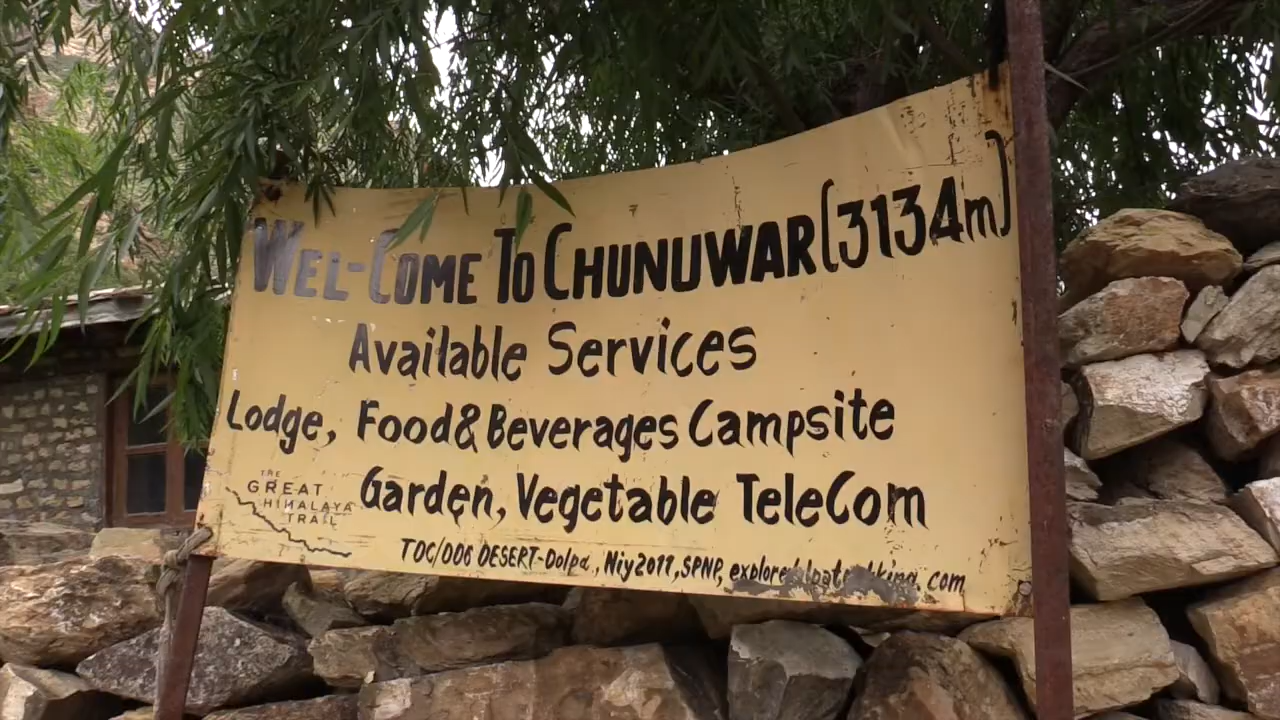 WEL-COME TO CHUNUWAR (3134m)
Available Services
Lodge, Food & Beverages Campsite
Garden, Vegetable TeleCom
THE
GREAT
HIMALAYA
TRAIL
TOC/006 DESERT-Dolpa, Niy2011, SPNP, .com